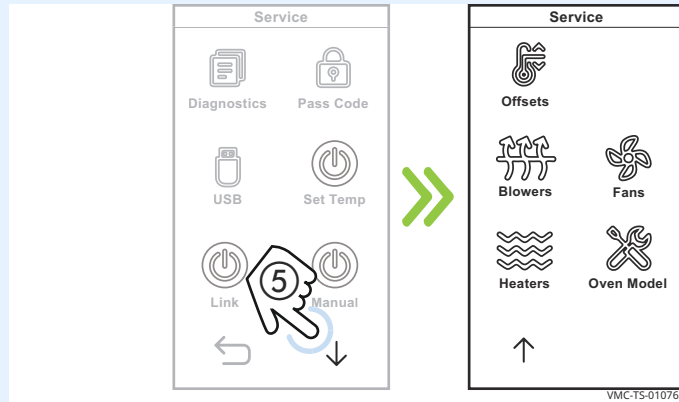 Service
Diagnostics
Pass Code
USB
Set Temp
Link
5
Manual
Service
Offsets
Blowers
Fans
Heaters
Oven Model
VMC-TS-01076